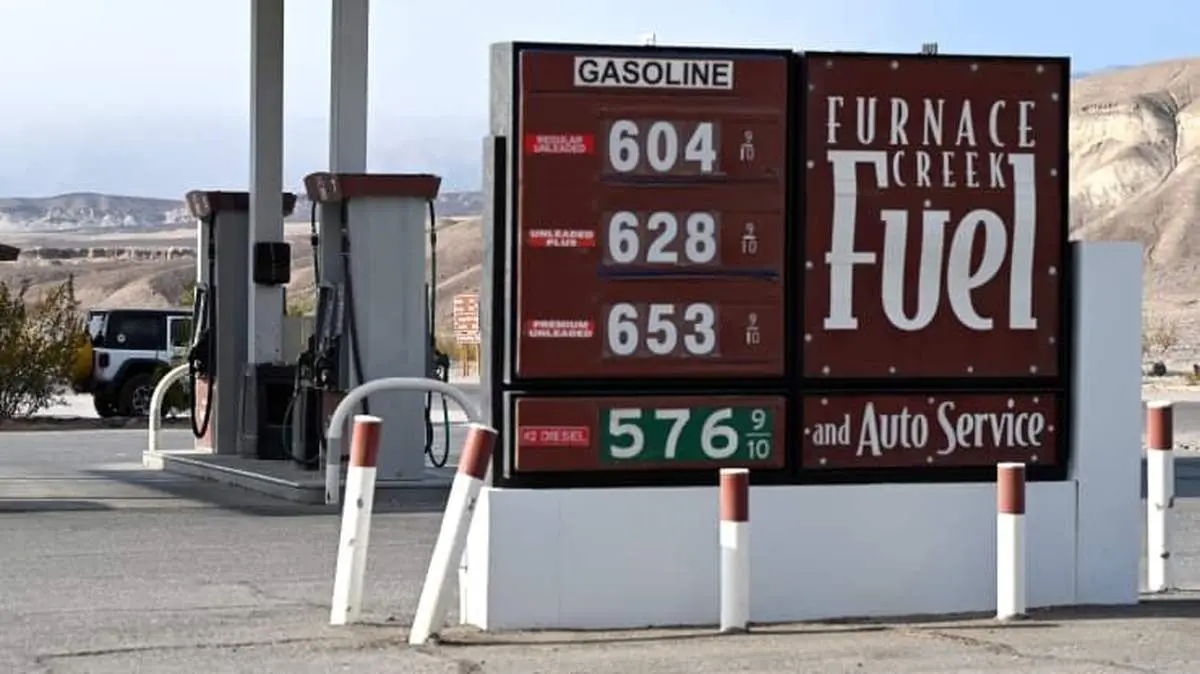 GASOLINE
REGULAR
UNLEADED
604 9/10
UNLEADED
PLUS
628 9/10
PREMIUM
UNLEADED
653 9/10
#2 DIESEL
576 9/10
FURNACE
CREEK
Fuel
and Auto Service